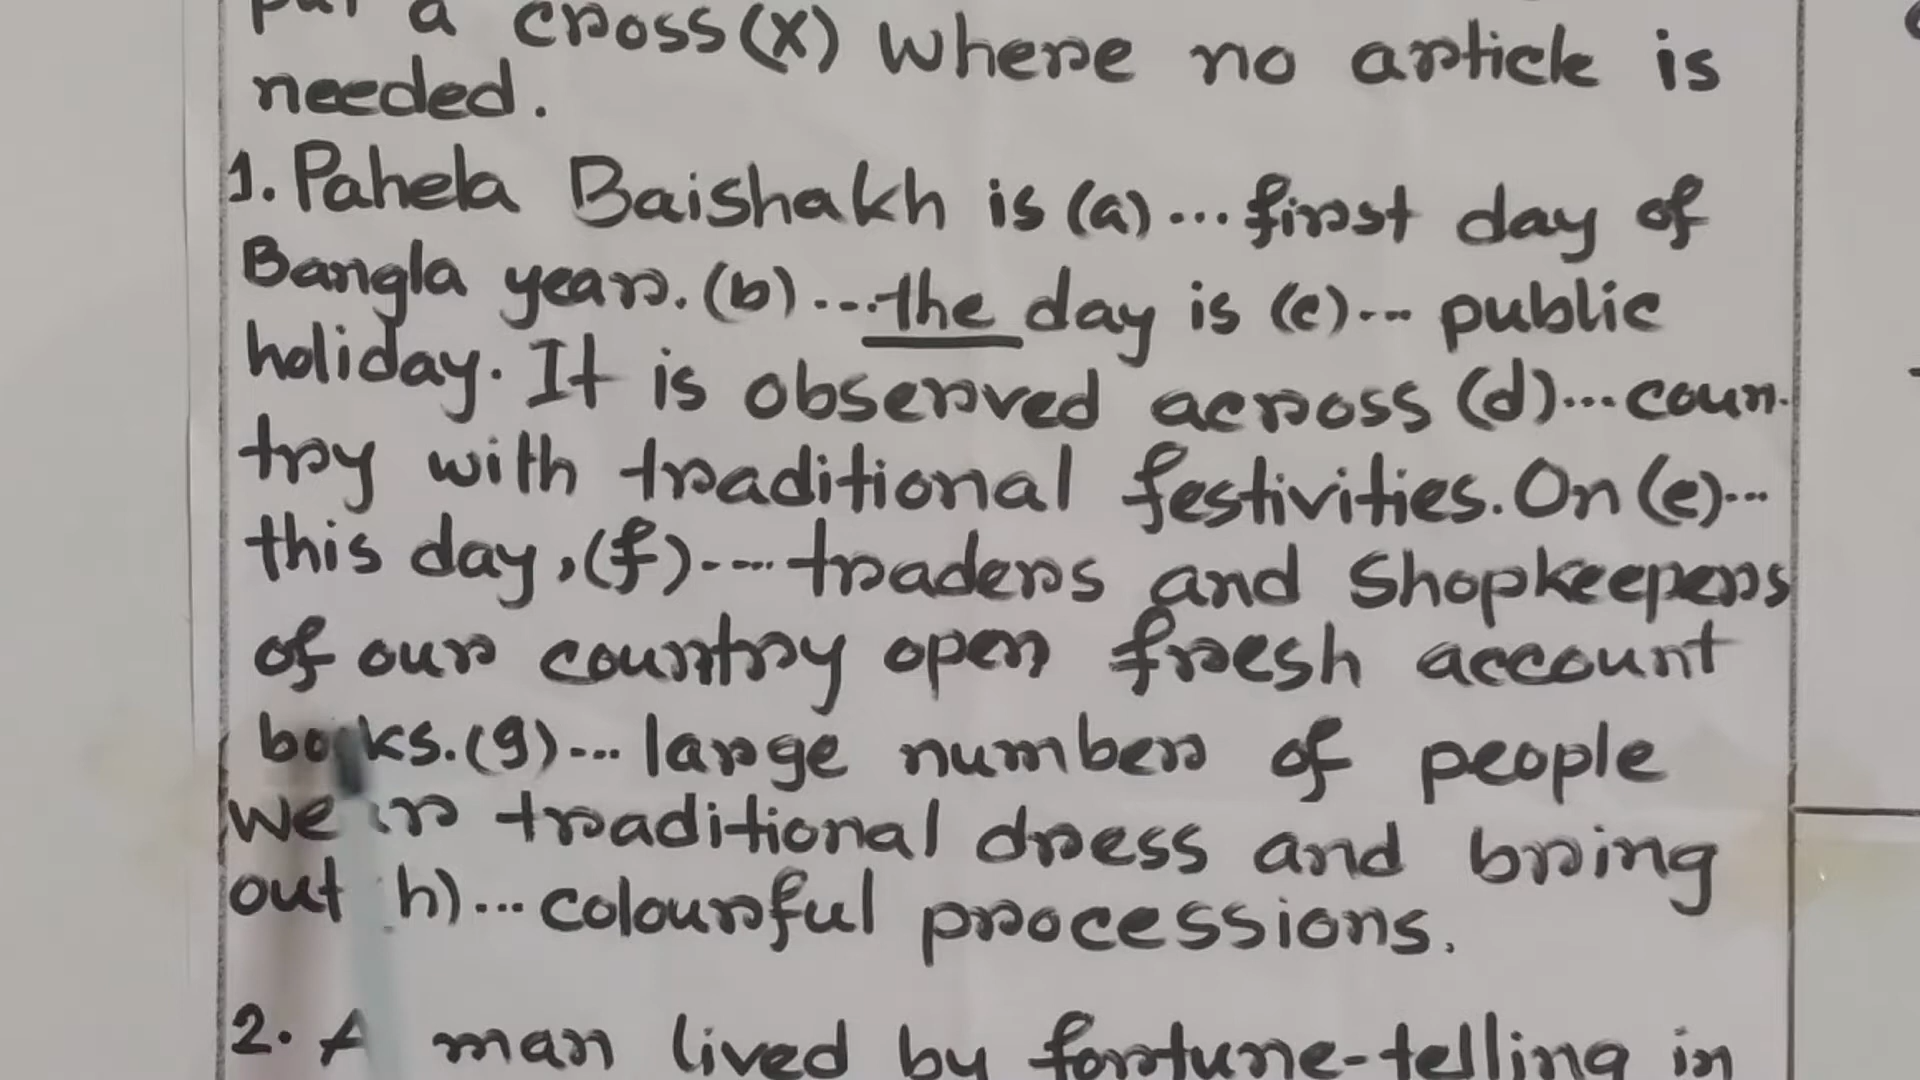 put a cross(x) where no article is
needed.
1. Pahela Baishakh is (a)... first day of
Bangla year. (b)...the day is (c)... public
holiday. It is observed across (d)... coun-
try with traditional festivities. On (e)...
this day, (f).... traders and shopkeepers
of our country open fresh account
books. (g)... large number of people
traditional dress and bring
out h)... colourful processions.
2. A man lived by fortune-telling in